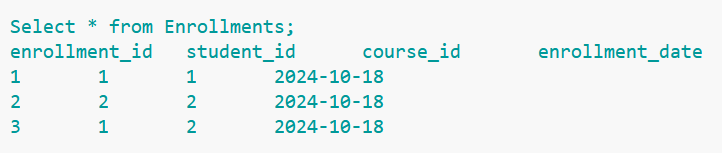 Select * from Enrollments;
enrollment_id student_id course_id enrollment_date
1 1 1 2024-10-18
2 2 2 2024-10-18
3 1 2 2024-10-18